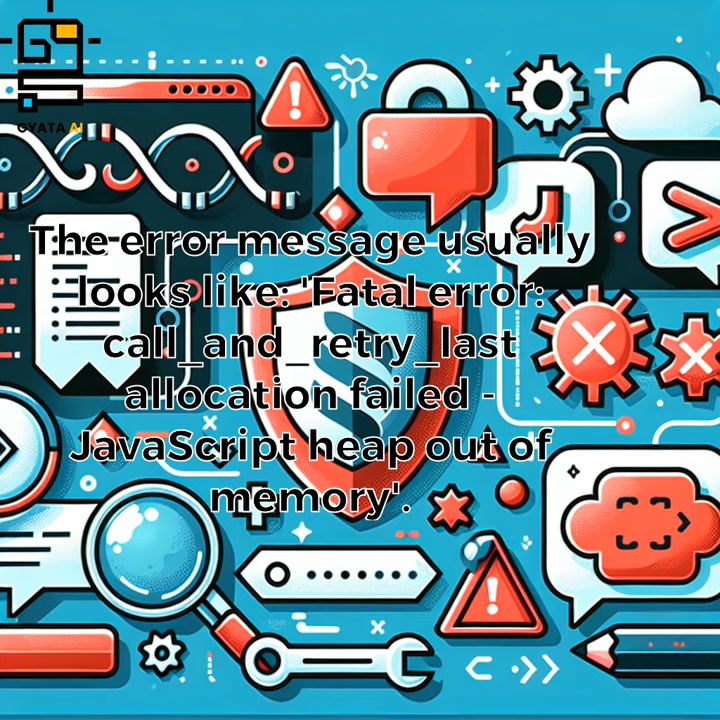 GYATA AI
The error message usually
looks like: 'Fatal error:
call_and_retry_last
allocation failed -
JavaScript heap out of
memory'.